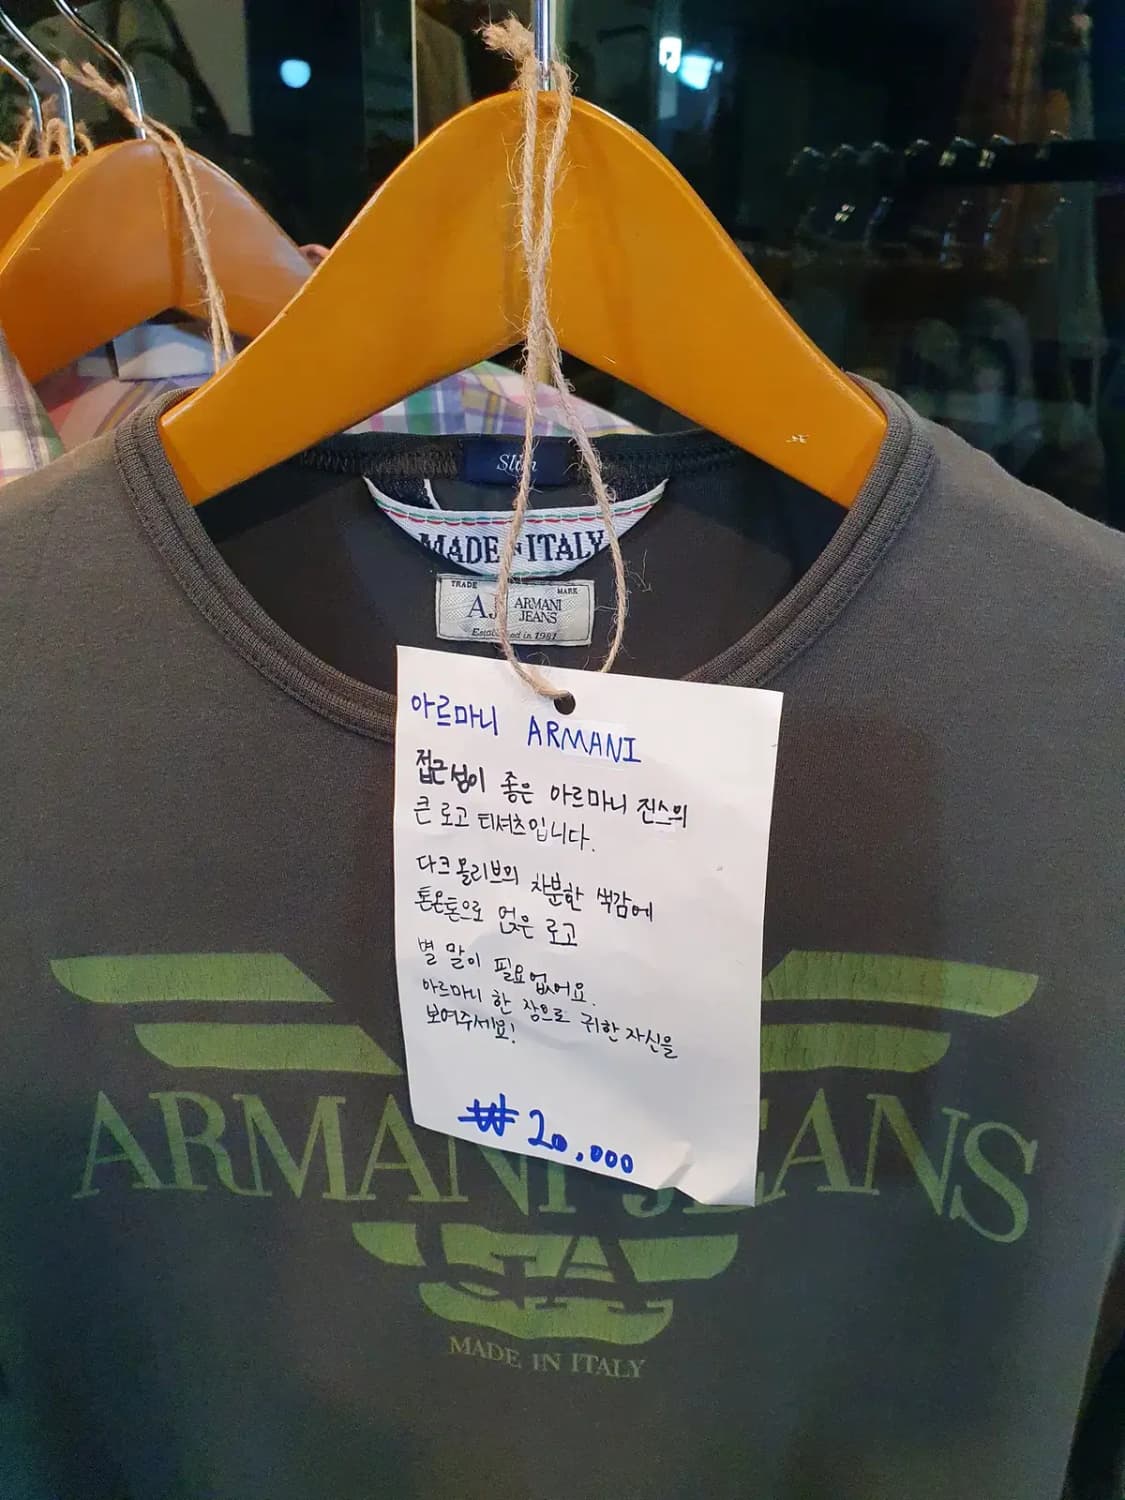 Slim
MADE IN ITALY
TRADE MARK
AJ ARMANI
JEANS
Established in 1981
아르마니 ARMANI
접근성이 좋은 아르마니 진스의
큰 로고 티셔츠입니다.
다크 올리브의 차분한 색감에
톤온톤으로 얹은 로고
별 말이 필요없어요.
아르마니 한 장으로 귀한 자신을
보여주세요!
₩20,000
ARMANI JEANS
GA
MADE IN ITALY